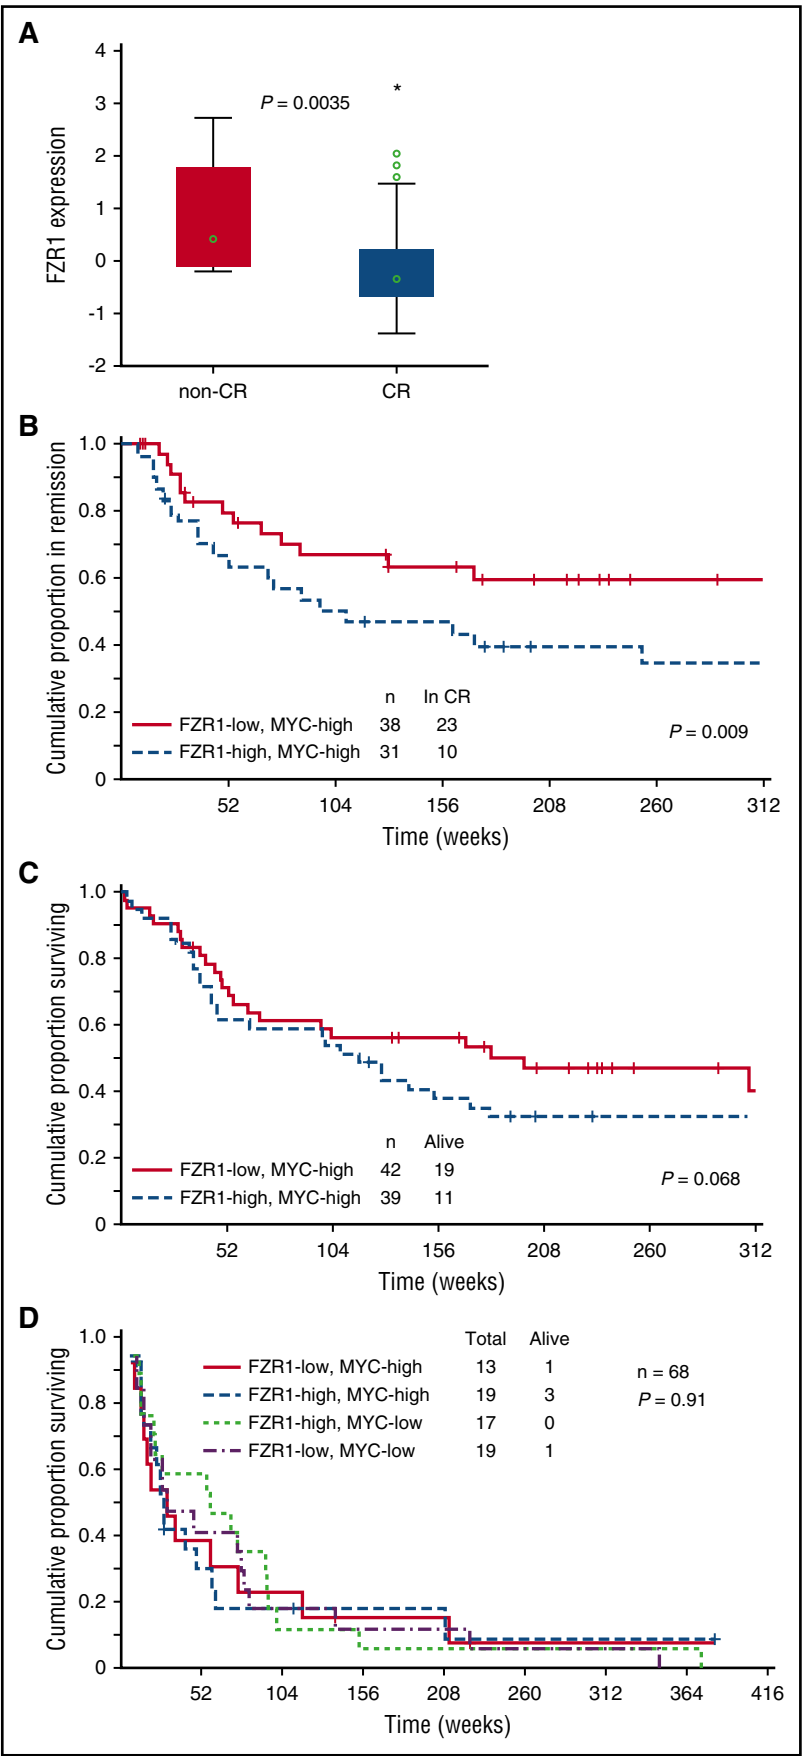 A
4
3
2
1
0
-1
-2
FZR1 expression
P = 0.0035
*
non-CR CR
B
1.0
0.8
0.6
0.4
0.2
0
Cumulative proportion in remission
n In CR
FZR1-low, MYC-high 38 23
FZR1-high, MYC-high 31 10
P = 0.009
52 104 156 208 260 312
Time (weeks)
C
1.0
0.8
0.6
0.4
0.2
0
Cumulative proportion surviving
n Alive
FZR1-low, MYC-high 42 19
FZR1-high, MYC-high 39 11
P = 0.068
52 104 156 208 260 312
Time (weeks)
D
1.0
0.8
0.6
0.4
0.2
0
Cumulative proportion surviving
Total Alive
FZR1-low, MYC-high 13 1
FZR1-high, MYC-high 19 3
FZR1-high, MYC-low 17 0
FZR1-low, MYC-low 19 1
n = 68
P = 0.91
52 104 156 208 260 312 364 416
Time (weeks)